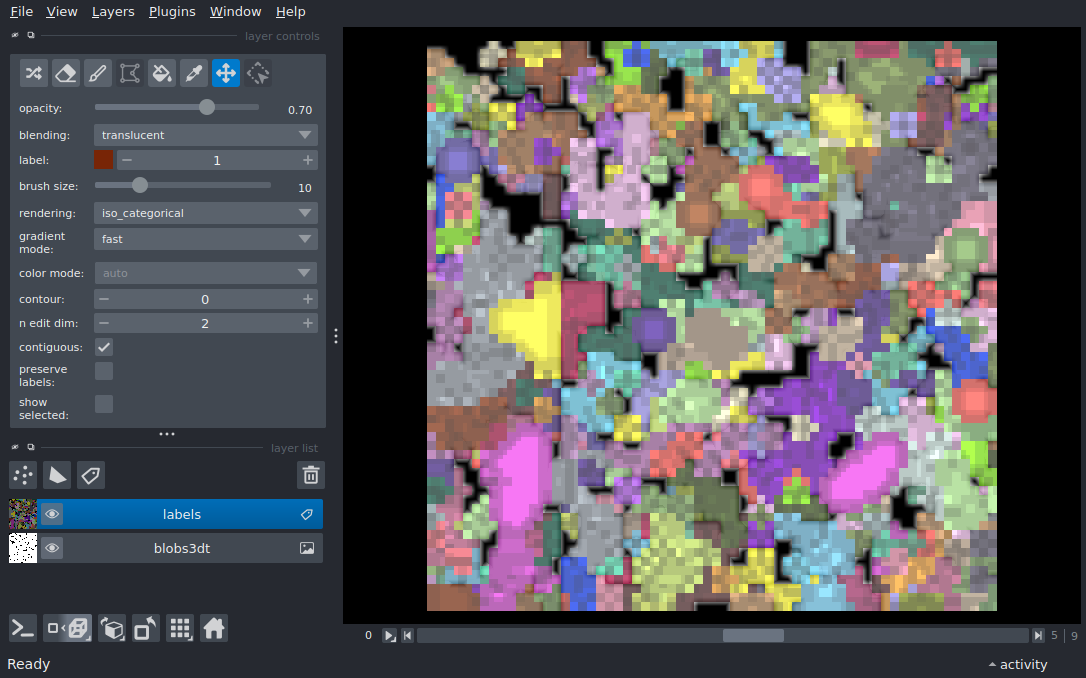 File View Layers Plugins Window Help
layer controls
opacity: 0.70
blending: translucent
label: 1
brush size: 10
rendering: iso_categorical
gradient
mode: fast
color mode: auto
contour: 0
n edit dim: 2
contiguous:
preserve
labels:
show
selected:
layer list
labels
blobs3dt
0 5 | 9
Ready activity